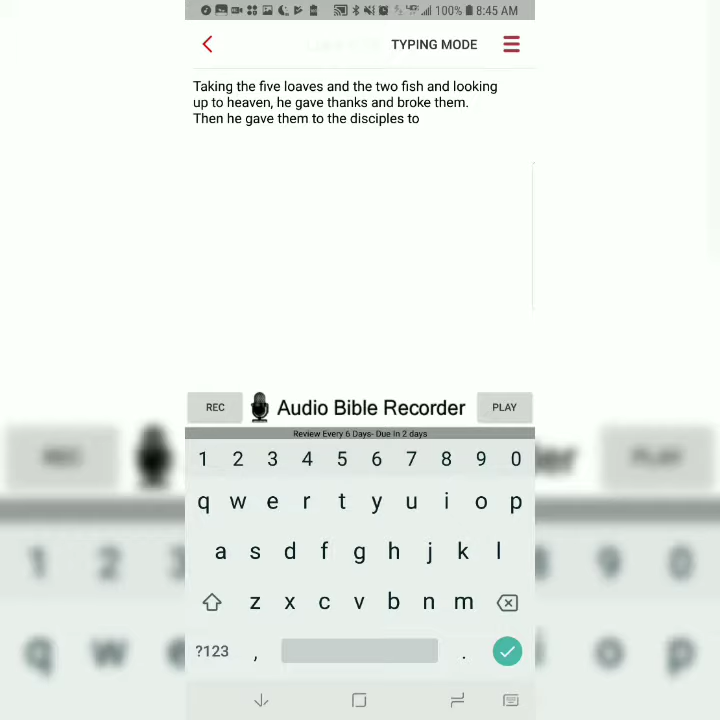 100% 8:45 AM
TYPING MODE
Taking the five loaves and the two fish and looking
up to heaven, he gave thanks and broke them.
Then he gave them to the disciples to
REC Audio Bible Recorder PLAY
Review Every 6 Days- Due In 2 days
1 2 3 4 5 6 7 8 9 0
q w e r t y u i o p
a s d f g h j k l
z x c v b n m
?123 , .